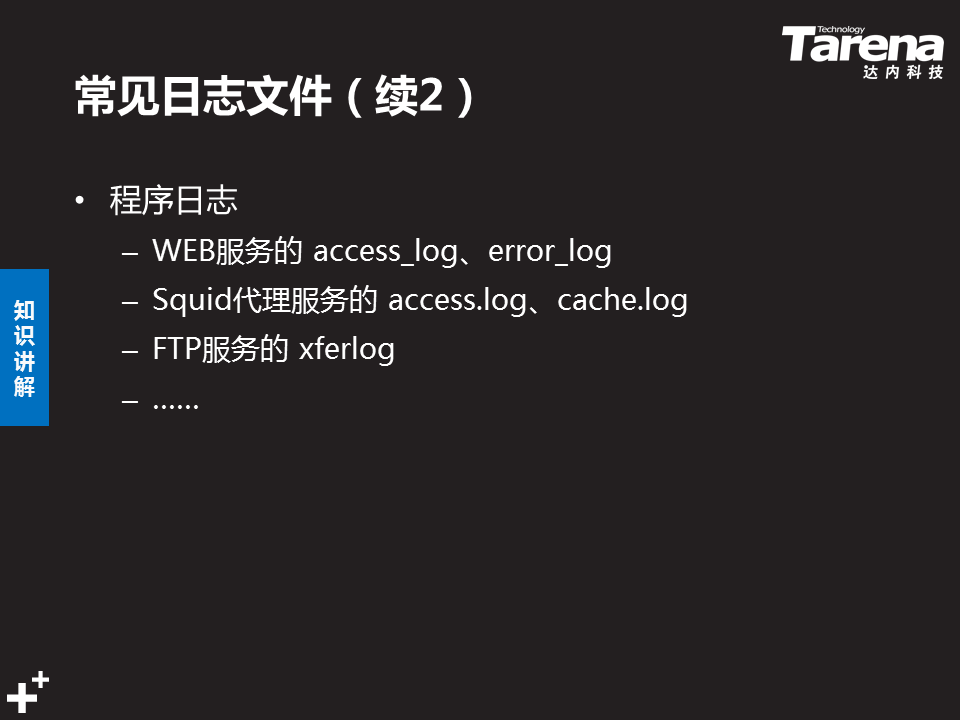 Technology
Tarena
达内科技
常见日志文件（续2）
• 程序日志
– WEB服务的 access_log、error_log
– Squid代理服务的 access.log、cache.log
– FTP服务的 xferlog
– ……
知
识
讲
解